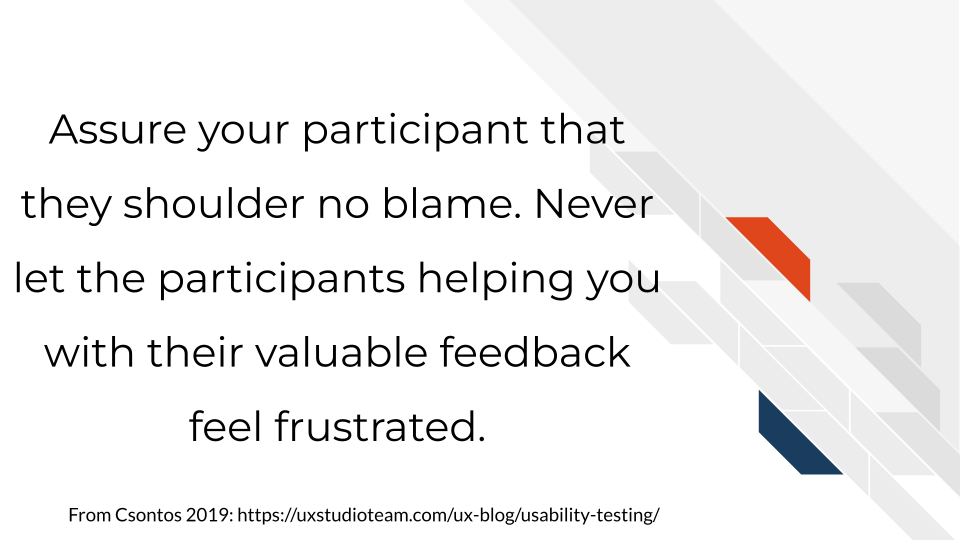 Assure your participant that
they shoulder no blame. Never
let the participants helping you
with their valuable feedback
feel frustrated.
From Csontos 2019: https://uxstudioteam.com/ux-blog/usability-testing/